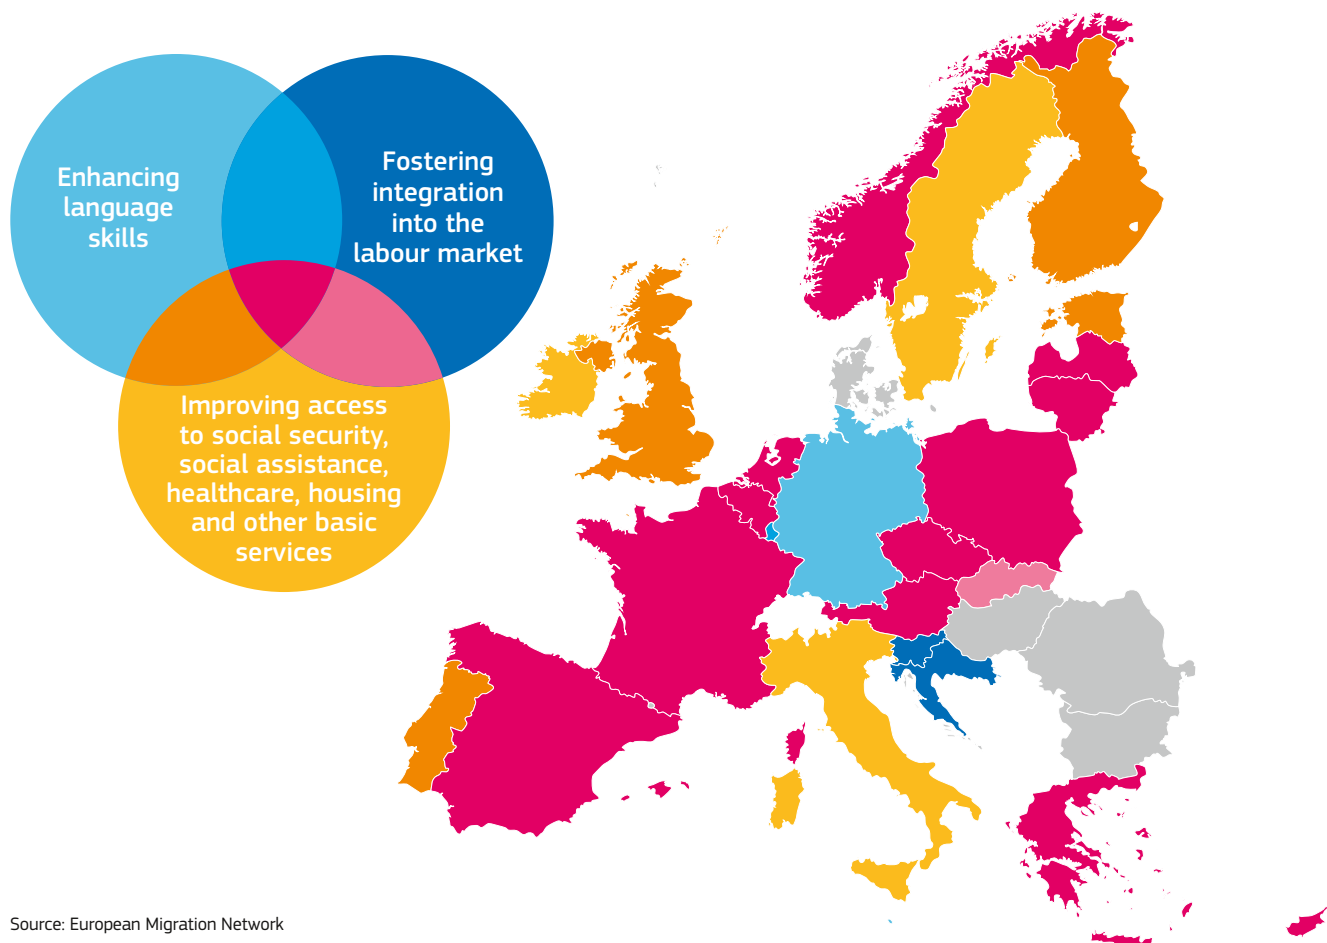 Enhancing
language
skills
Fostering
integration
into the
labour market
Improving access
to social security,
social assistance,
healthcare, housing
and other basic
services
Source: European Migration Network